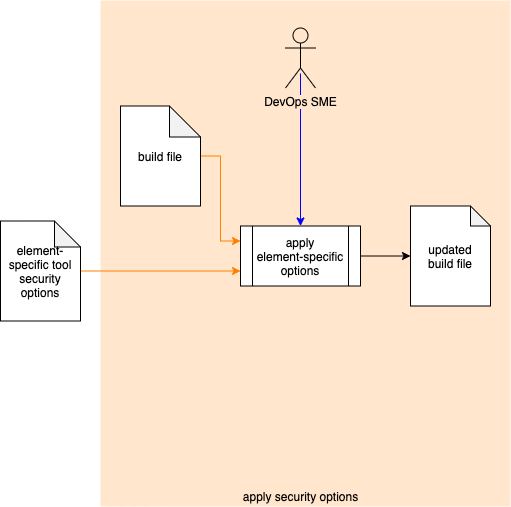 DevOps SME
build file
element-
specific tool
security
options
apply
element-specific
options
updated
build file
apply security options